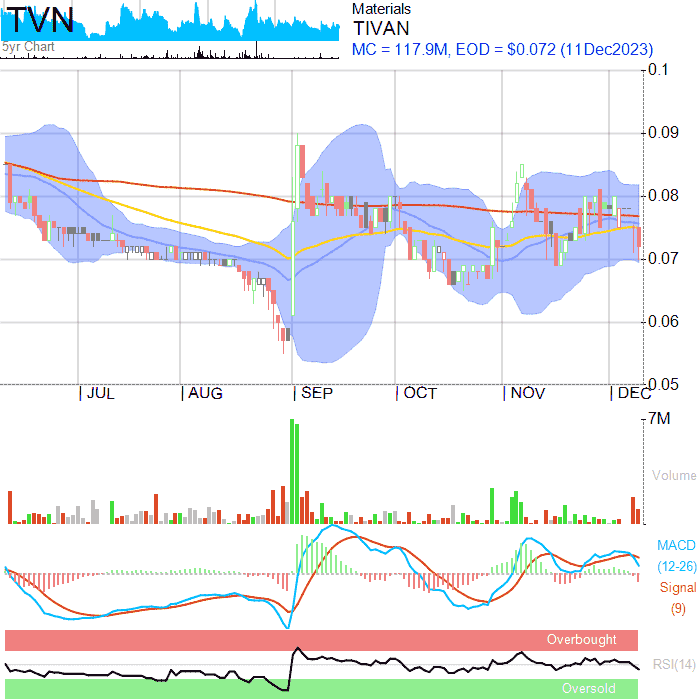 TVN
5yr Chart
Materials
TIVAN
MC = 117.9M, EOD = $0.072 (11Dec2023)
0.1
0.09
0.08
0.07
0.06
0.05
JUL AUG SEP OCT NOV DEC
7M
Volume
MACD
(12-26)
Signal
(9)
Overbought
RSI(14)
Oversold